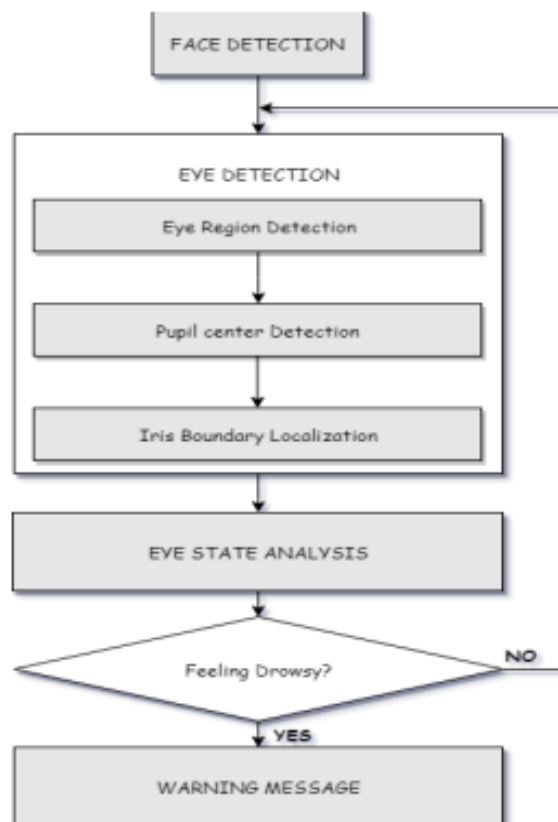 FACE DETECTION
EYE DETECTION
Eye Region Detection
Pupil center Detection
Iris Boundary Localization
EYE STATE ANALYSIS
Feeling Drowsy?
NO
YES
WARNING MESSAGE